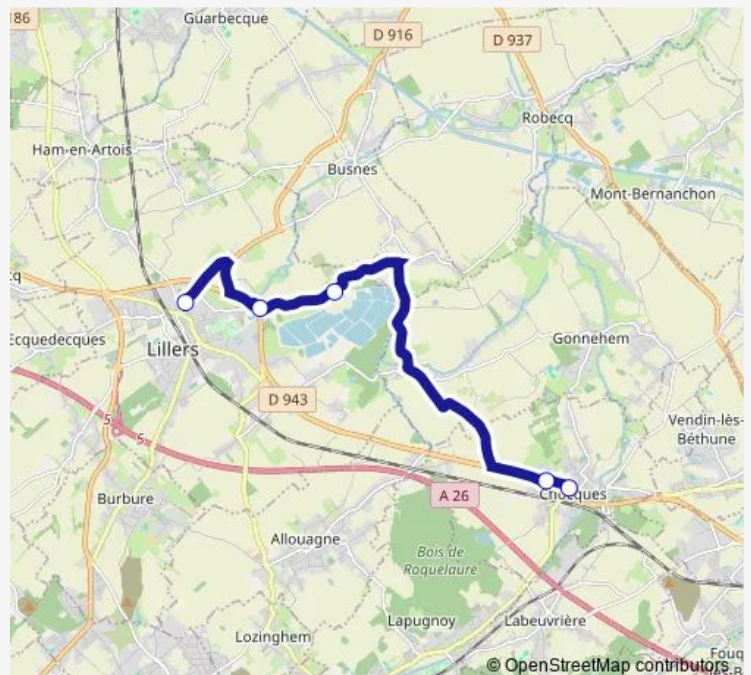 86
Guarbecque
D 916
D 937
Robecq
Ham-en-Artois
Busnes
Mont-Bernanchon
q
Ecquedecques
Lillers
Gonnehem
D 943
Vendin-lès-
Béthune
5
5
A 26
Chocques
Burbure
Allouagne
Bois de
Roquelaure
Lapugnoy
Labeuvrière
Lozinghem
Fouq
© OpenStreetMap contributors